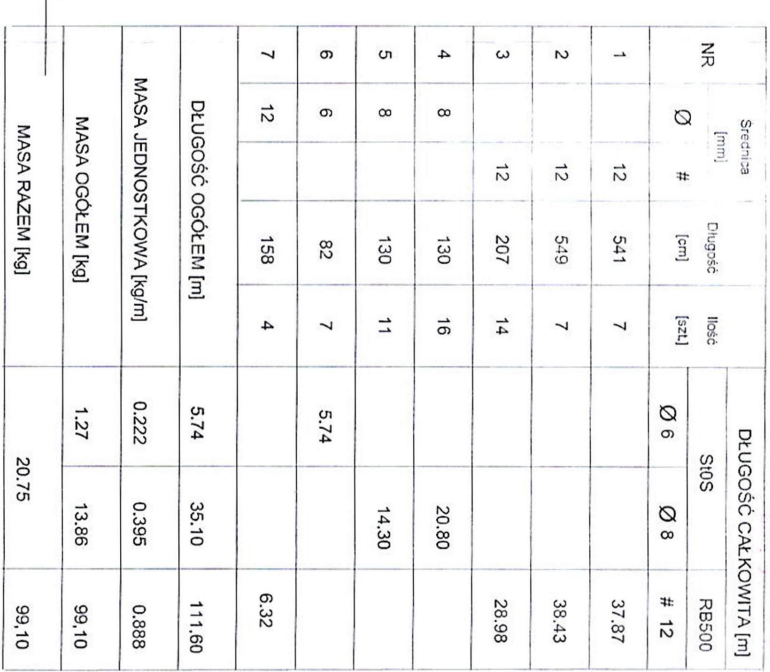 NR Średnica Długość Ilość DŁUGOŚĆ CAŁKOWITA [m]
[mm] [cm] [szt.] St0S RB500
Ø # Ø 6 Ø 8 # 12
1 12 541 7 37.87
2 12 549 7 38.43
3 12 207 14 28.98
4 8 130 16 20.80
5 8 130 11 14.30
6 6 82 7 5.74
7 12 158 4 6.32
DŁUGOŚĆ OGÓŁEM [m] 5.74 35.10 111.60
MASA JEDNOSTKOWA [kg/m] 0.222 0.395 0.888
MASA OGÓŁEM [kg] 1.27 13.86 99,10
MASA RAZEM [kg] 20.75 99,10